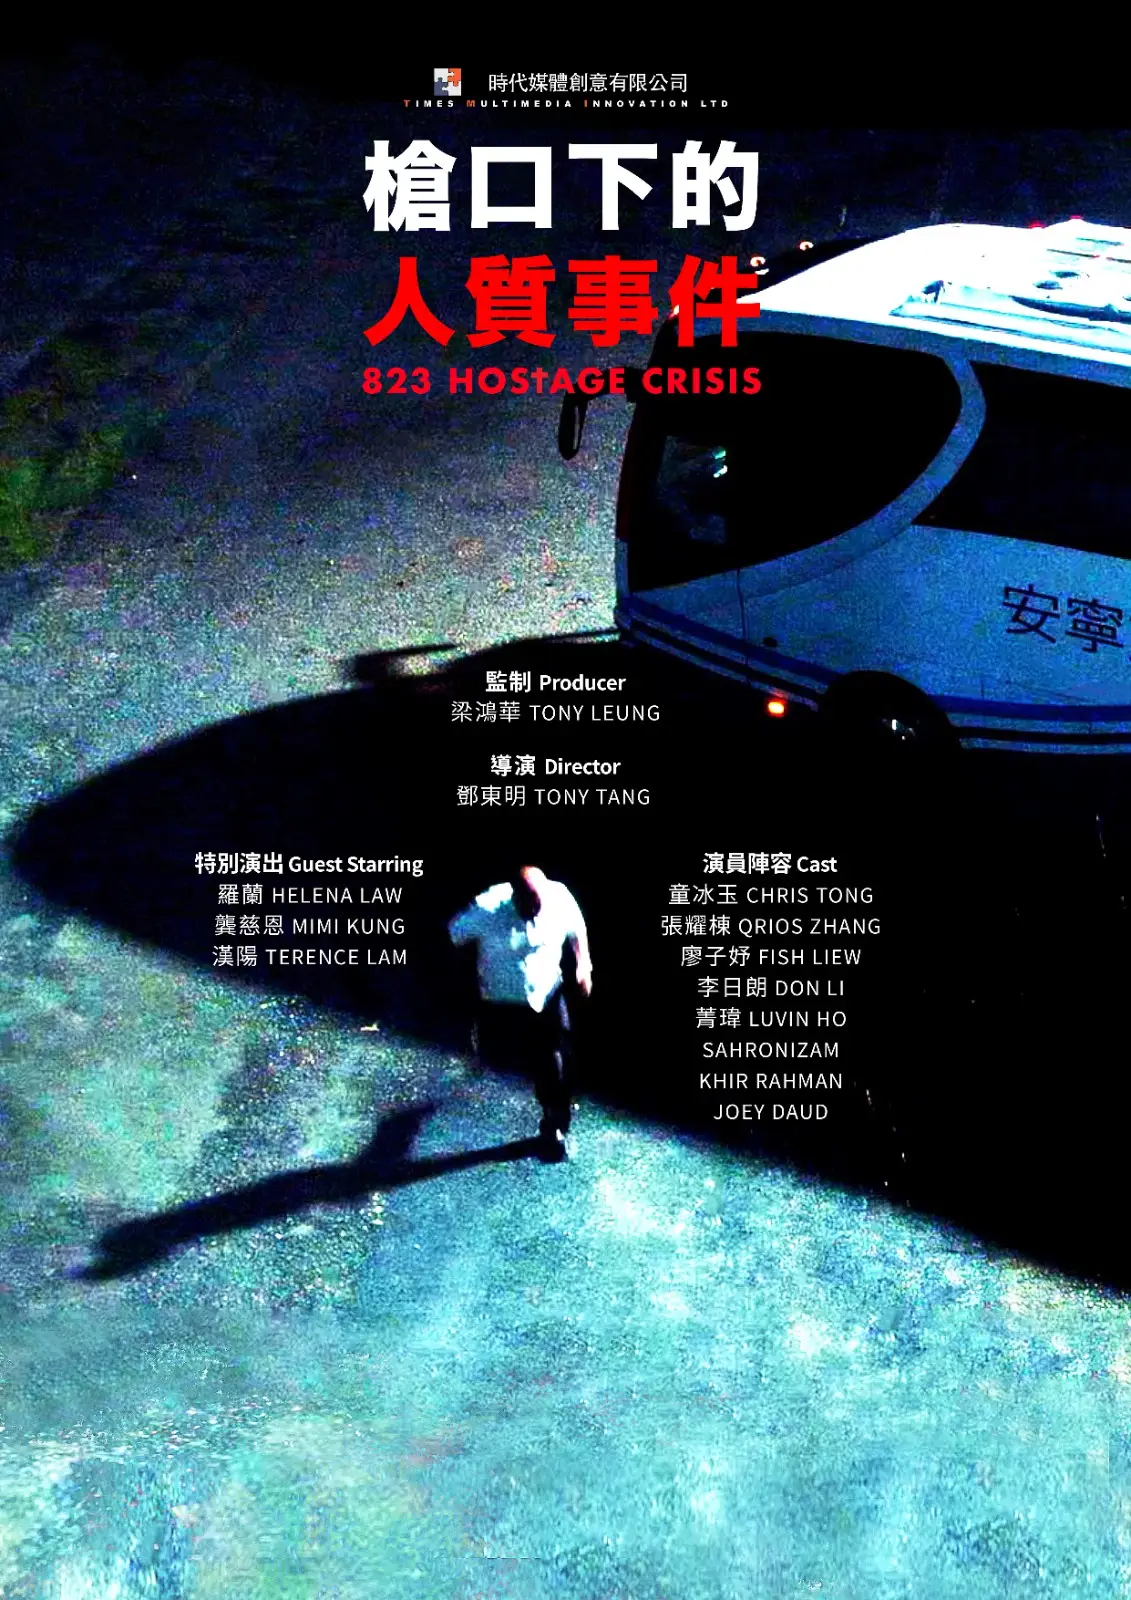 時代媒體創意有限公司
TIMES MULTIMEDIA INNOVATION LTD
槍口下的
人質事件
823 HOSTAGE CRISIS
安寧
監制 Producer
梁鴻華 TONY LEUNG
導演 Director
鄧東明 TONY TANG
特別演出 Guest Starring
羅蘭 HELENA LAW
龔慈恩 MIMI KUNG
漢陽 TERENCE LAM
演員陣容 Cast
童冰玉 CHRIS TONG
張耀棟 QRIOS ZHANG
廖子妤 FISH LIEW
李日朗 DON LI
菁瑋 LUVIN HO
SAHRONIZAM
KHIR RAHMAN
JOEY DAUD